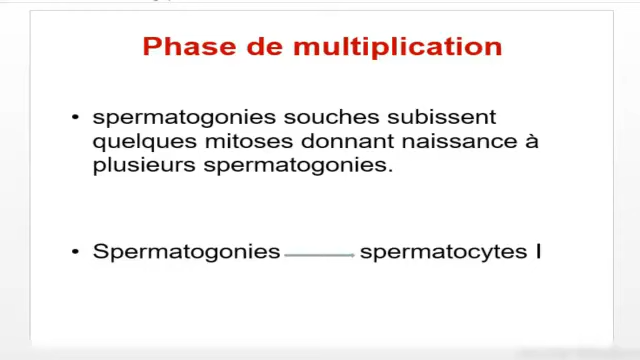 Phase de multiplication
• spermatogonies souches subissent
quelques mitoses donnant naissance à
plusieurs spermatogonies.
• Spermatogonies spermatocytes I